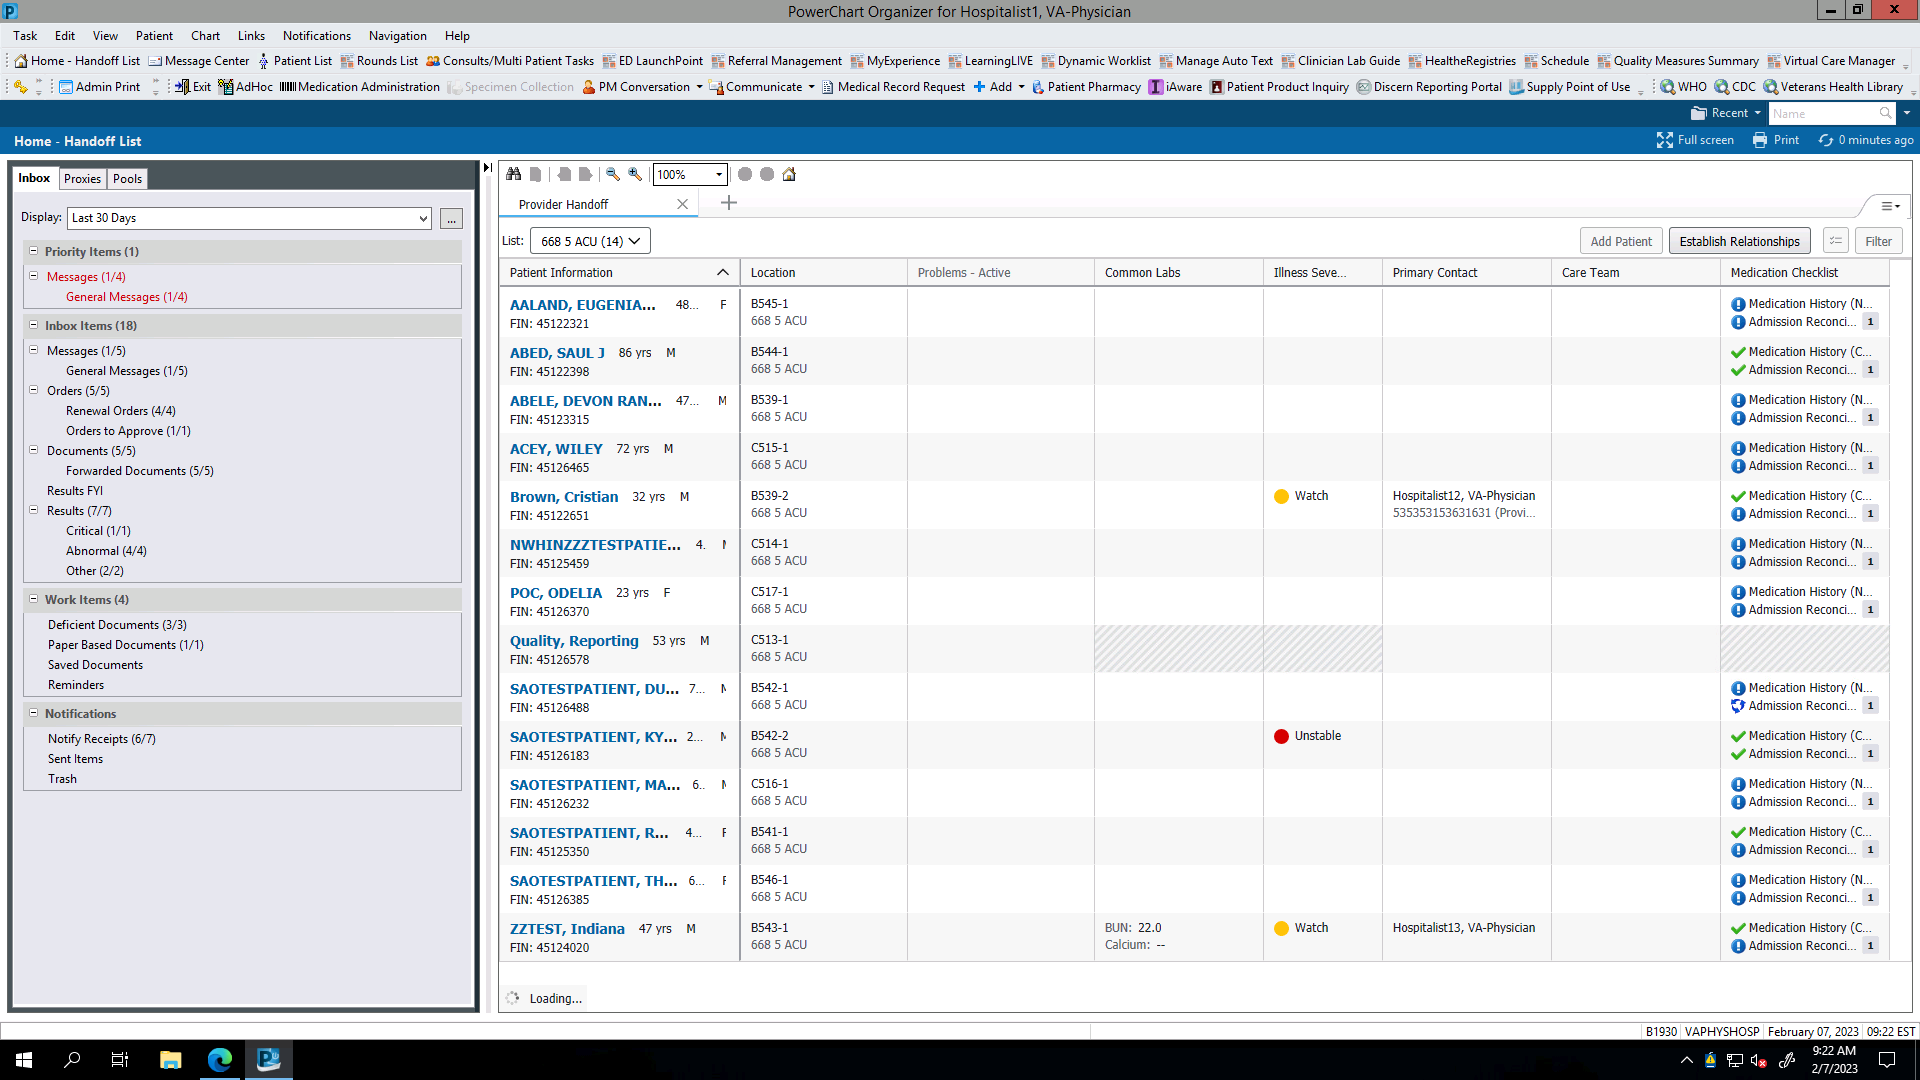 PowerChart Organizer for Hospitalist1, VA-Physician
Task Edit View Patient Chart Links Notifications Navigation Help
Home - Handoff List Message Center Patient List Rounds List Consults/Multi Patient Tasks ED LaunchPoint Referral Management MyExperience LearningLIVE Dynamic Worklist Manage Auto Text Clinician Lab Guide HealtheRegistries Schedule Quality Measures Summary Virtual Care Manager
Admin Print Exit AdHoc Medication Administration Specimen Collection PM Conversation Communicate Medical Record Request Add Patient Pharmacy iAware Patient Product Inquiry Discern Reporting Portal Supply Point of Use WHO CDC Veterans Health Library
Recent Name
Home - Handoff List Full screen Print 0 minutes ago
Inbox Proxies Pools
Display: Last 30 Days ...
Priority Items (1)
Messages (1/4)
General Messages (1/4)
Inbox Items (18)
Messages (1/5)
General Messages (1/5)
Orders (5/5)
Renewal Orders (4/4)
Orders to Approve (1/1)
Documents (5/5)
Forwarded Documents (5/5)
Results FYI
Results (7/7)
Critical (1/1)
Abnormal (4/4)
Other (2/2)
Work Items (4)
Deficient Documents (3/3)
Paper Based Documents (1/1)
Saved Documents
Reminders
Notifications
Notify Receipts (6/7)
Sent Items
Trash
100%
Provider Handoff
List: 668 5 ACU (14) Add Patient Establish Relationships Filter
Patient Information Location Problems - Active Common Labs Illness Seve... Primary Contact Care Team Medication Checklist
AALAND, EUGENIA... 48... F B545-1 Medication History (N...
FIN: 45122321 668 5 ACU Admission Reconci... 1
ABED, SAUL J 86 yrs M B544-1 Medication History (C...
FIN: 45122398 668 5 ACU Admission Reconci... 1
ABELE, DEVON RAN... 47... M B539-1 Medication History (N...
FIN: 45123315 668 5 ACU Admission Reconci... 1
ACEY, WILEY 72 yrs M C515-1 Medication History (N...
FIN: 45126465 668 5 ACU Admission Reconci... 1
Brown, Cristian 32 yrs M B539-2 Watch Hospitalist12, VA-Physician Medication History (C...
FIN: 45122651 668 5 ACU 535353153631631 (Provi... Admission Reconci... 1
NWHINZZZTESTPATIE... 4. C514-1 Medication History (N...
FIN: 45125459 668 5 ACU Admission Reconci... 1
POC, ODELIA 23 yrs F C517-1 Medication History (N...
FIN: 45126370 668 5 ACU Admission Reconci... 1
Quality, Reporting 53 yrs M C513-1
FIN: 45126578 668 5 ACU
SAOTESTPATIENT, DU... 7... B542-1 Medication History (N...
FIN: 45126488 668 5 ACU Admission Reconci... 1
SAOTESTPATIENT, KY... 2... B542-2 Unstable Medication History (C...
FIN: 45126183 668 5 ACU Admission Reconci... 1
SAOTESTPATIENT, MA... 6.. C516-1 Medication History (N...
FIN: 45126232 668 5 ACU Admission Reconci... 1
SAOTESTPATIENT, R... 4... F B541-1 Medication History (C...
FIN: 45125350 668 5 ACU Admission Reconci... 1
SAOTESTPATIENT, TH... 6... F B546-1 Medication History (N...
FIN: 45126385 668 5 ACU Admission Reconci... 1
ZZTEST, Indiana 47 yrs M B543-1 BUN: 22.0 Watch Hospitalist13, VA-Physician Medication History (C...
FIN: 45124020 668 5 ACU Calcium: -- Admission Reconci... 1
Loading...
B1930 VAPHYSHOSP February 07, 2023 09:22 EST
9:22 AM
2/7/2023